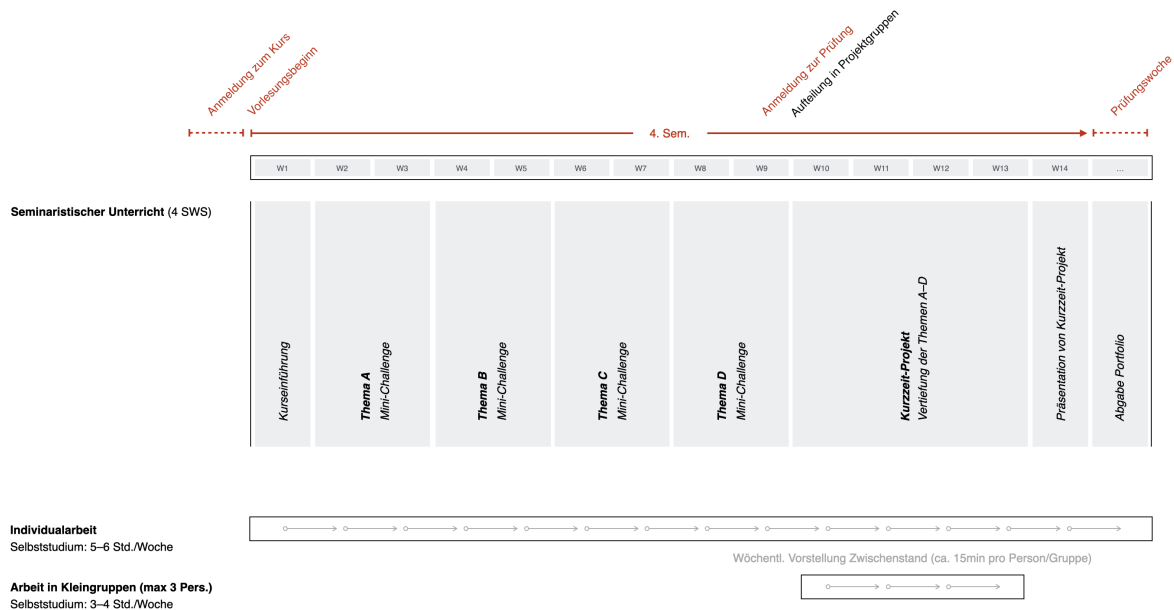 Anmeldung zum Kurs
Vorlesungsbeginn
Anmeldung zur Prüfung
Aufteilung in Projektgruppen
Prüfungswoche
4. Sem.
W1 W2 W3 W4 W5 W6 W7 W8 W9 W10 W11 W12 W13 W14 ...
Seminaristischer Unterricht (4 SWS)
Kurseinführung
Thema A
Mini-Challenge
Thema B
Mini-Challenge
Thema C
Mini-Challenge
Thema D
Mini-Challenge
Kurzzeit-Projekt
Vertiefung der Themen A–D
Präsentation von Kurzzeit-Projekt
Abgabe Portfolio
Individualarbeit
Selbststudium: 5–6 Std./Woche
Wöchentl. Vorstellung Zwischenstand (ca. 15min pro Person/Gruppe)
Arbeit in Kleingruppen (max 3 Pers.)
Selbststudium: 3–4 Std./Woche